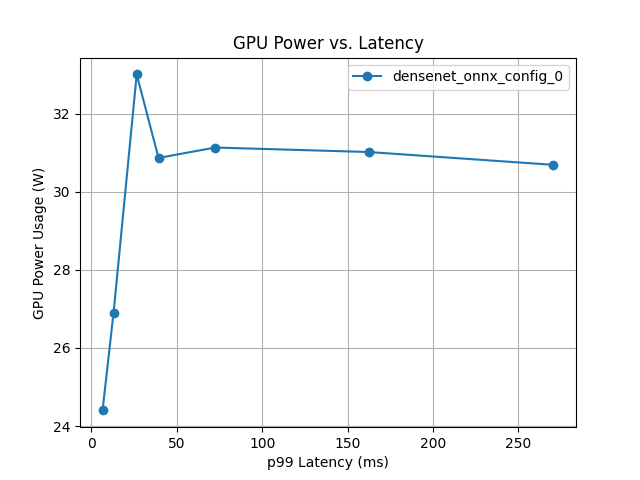 GPU Power vs. Latency
densenet_onnx_config_0
GPU Power Usage (W)
32
30
28
26
24
0 50 100 150 200 250
p99 Latency (ms)